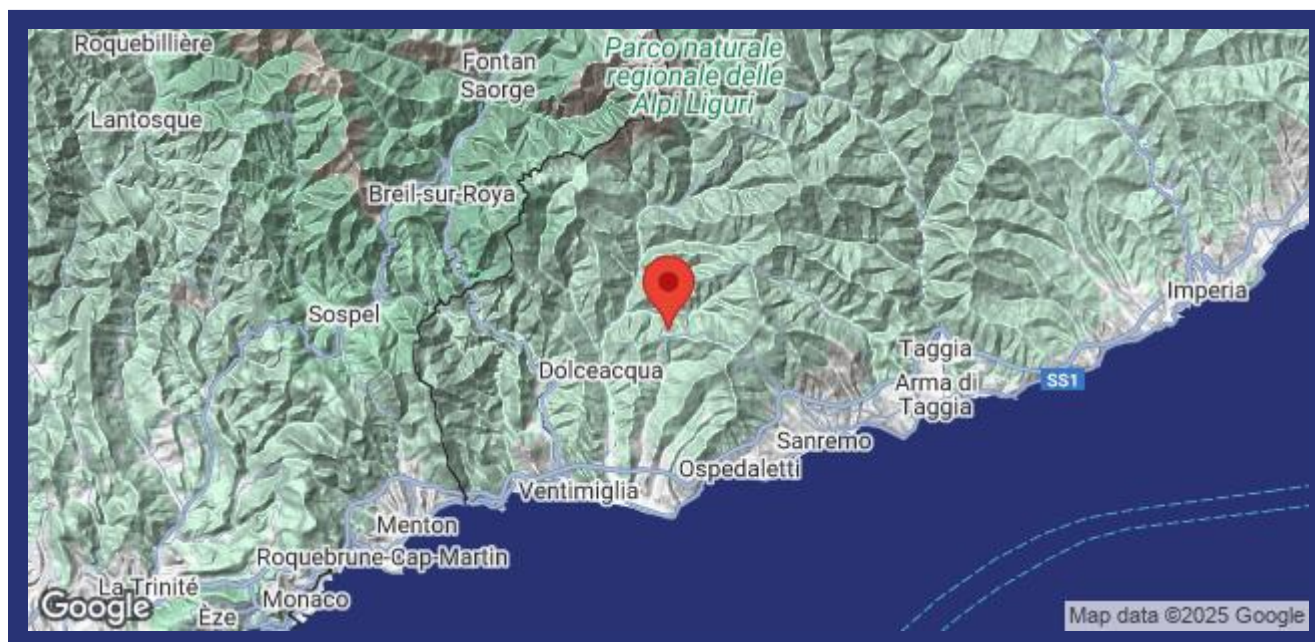 Roquebillière
Fontan
Saorge
Parco naturale
regionale delle
Alpi Liguri
Lantosque
Breil-sur-Roya
Sospel
Imperia
Dolceacqua
Taggia
SS1
Arma di
Taggia
Sanremo
Ospedaletti
Ventimiglia
Menton
Roquebrune-Cap-Martin
La Trinité
Monaco
Èze
Google
Map data ©2025 Google